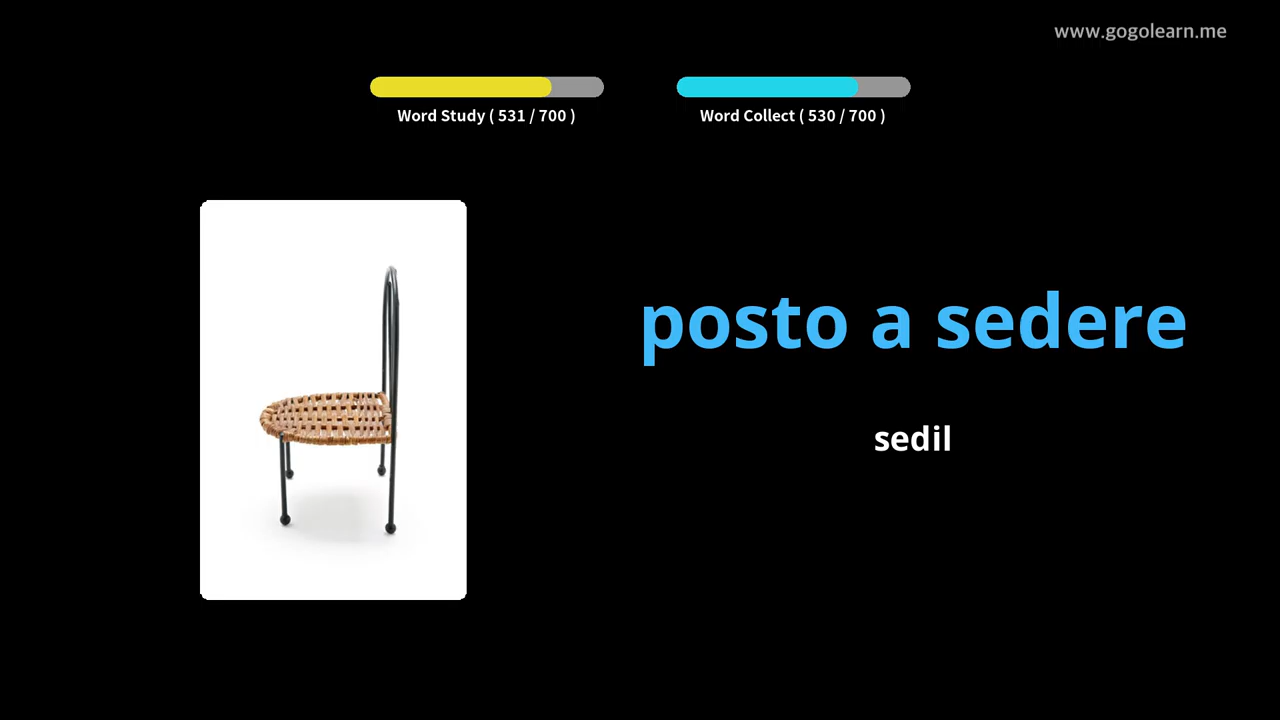 www.gogolearn.me
Word Study ( 531 / 700 )
Word Collect ( 530 / 700 )
posto a sedere
sedil